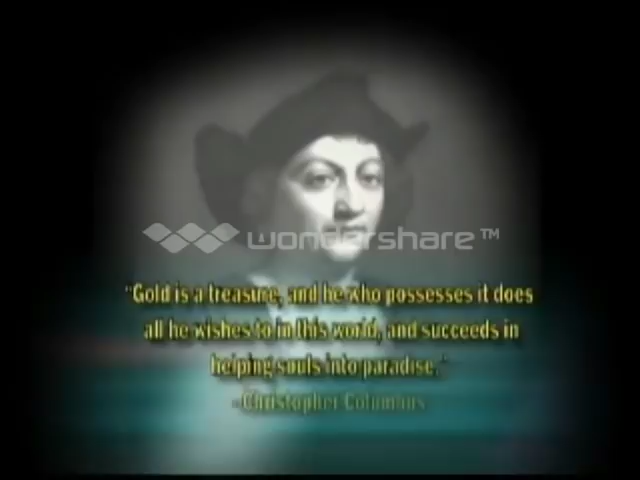 wondershare™
"Gold is a treasure, and he who possesses it does
all he wishes to in this world, and succeeds in
helping souls into paradise."
-Christopher Columbus